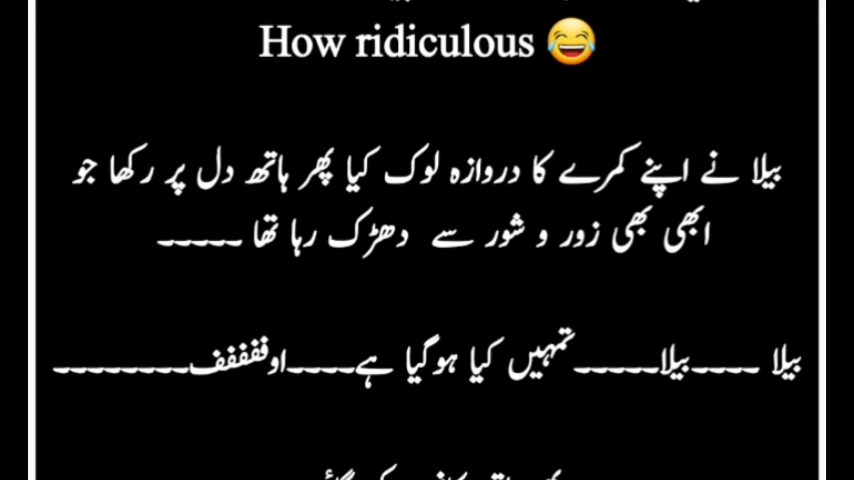 How ridiculous 😂
بیلا نے اپنے کمرے کا دروازہ لوک کیا پھر ہاتھ دل پر رکھا جو
ابھی بھی زور و شور سے دھڑک رہا تھا ۔۔۔۔۔
بیلا ۔۔۔۔بیلا۔۔۔۔۔تمہیں کیا ہوگیا ہے۔۔۔۔اوفففففف۔۔۔۔۔۔۔۔